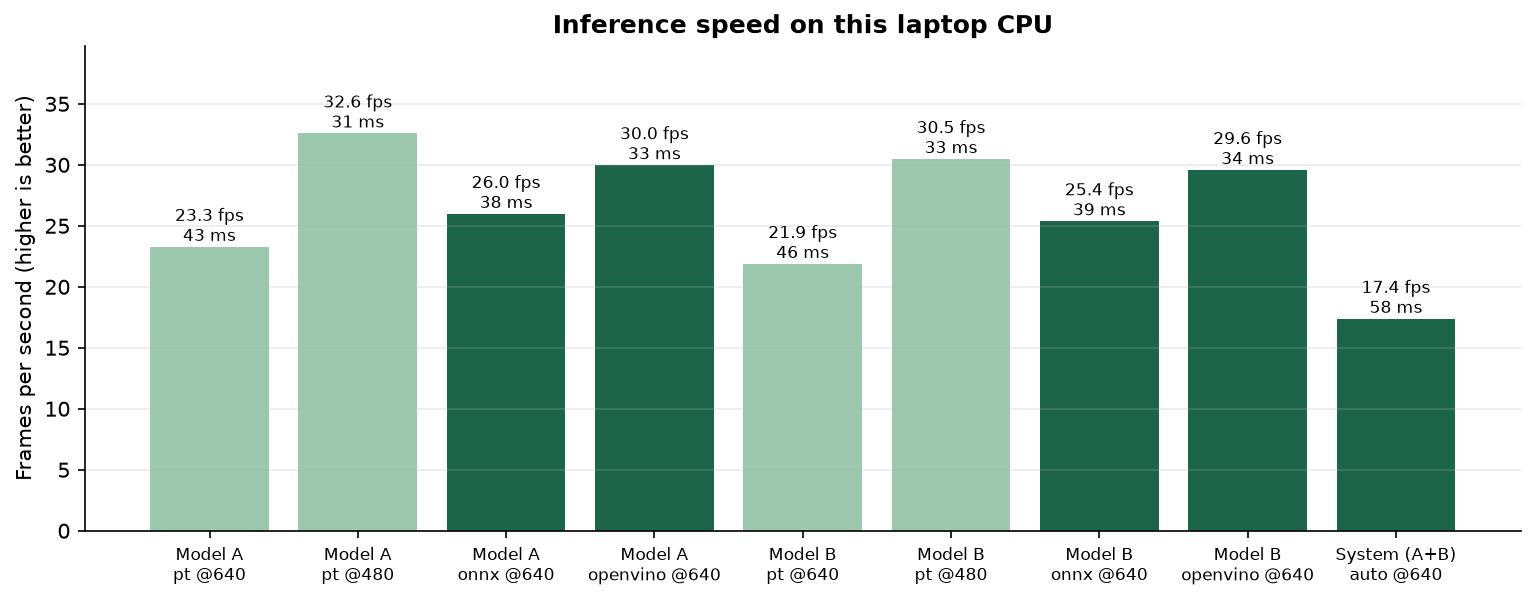 Inference speed on this laptop CPU
Frames per second (higher is better)
35
30
25
20
15
10
5
0
23.3 fps
43 ms
32.6 fps
31 ms
26.0 fps
38 ms
30.0 fps
33 ms
21.9 fps
46 ms
30.5 fps
33 ms
25.4 fps
39 ms
29.6 fps
34 ms
17.4 fps
58 ms
Model A
pt @640
Model A
pt @480
Model A
onnx @640
Model A
openvino @640
Model B
pt @640
Model B
pt @480
Model B
onnx @640
Model B
openvino @640
System (A+B)
auto @640